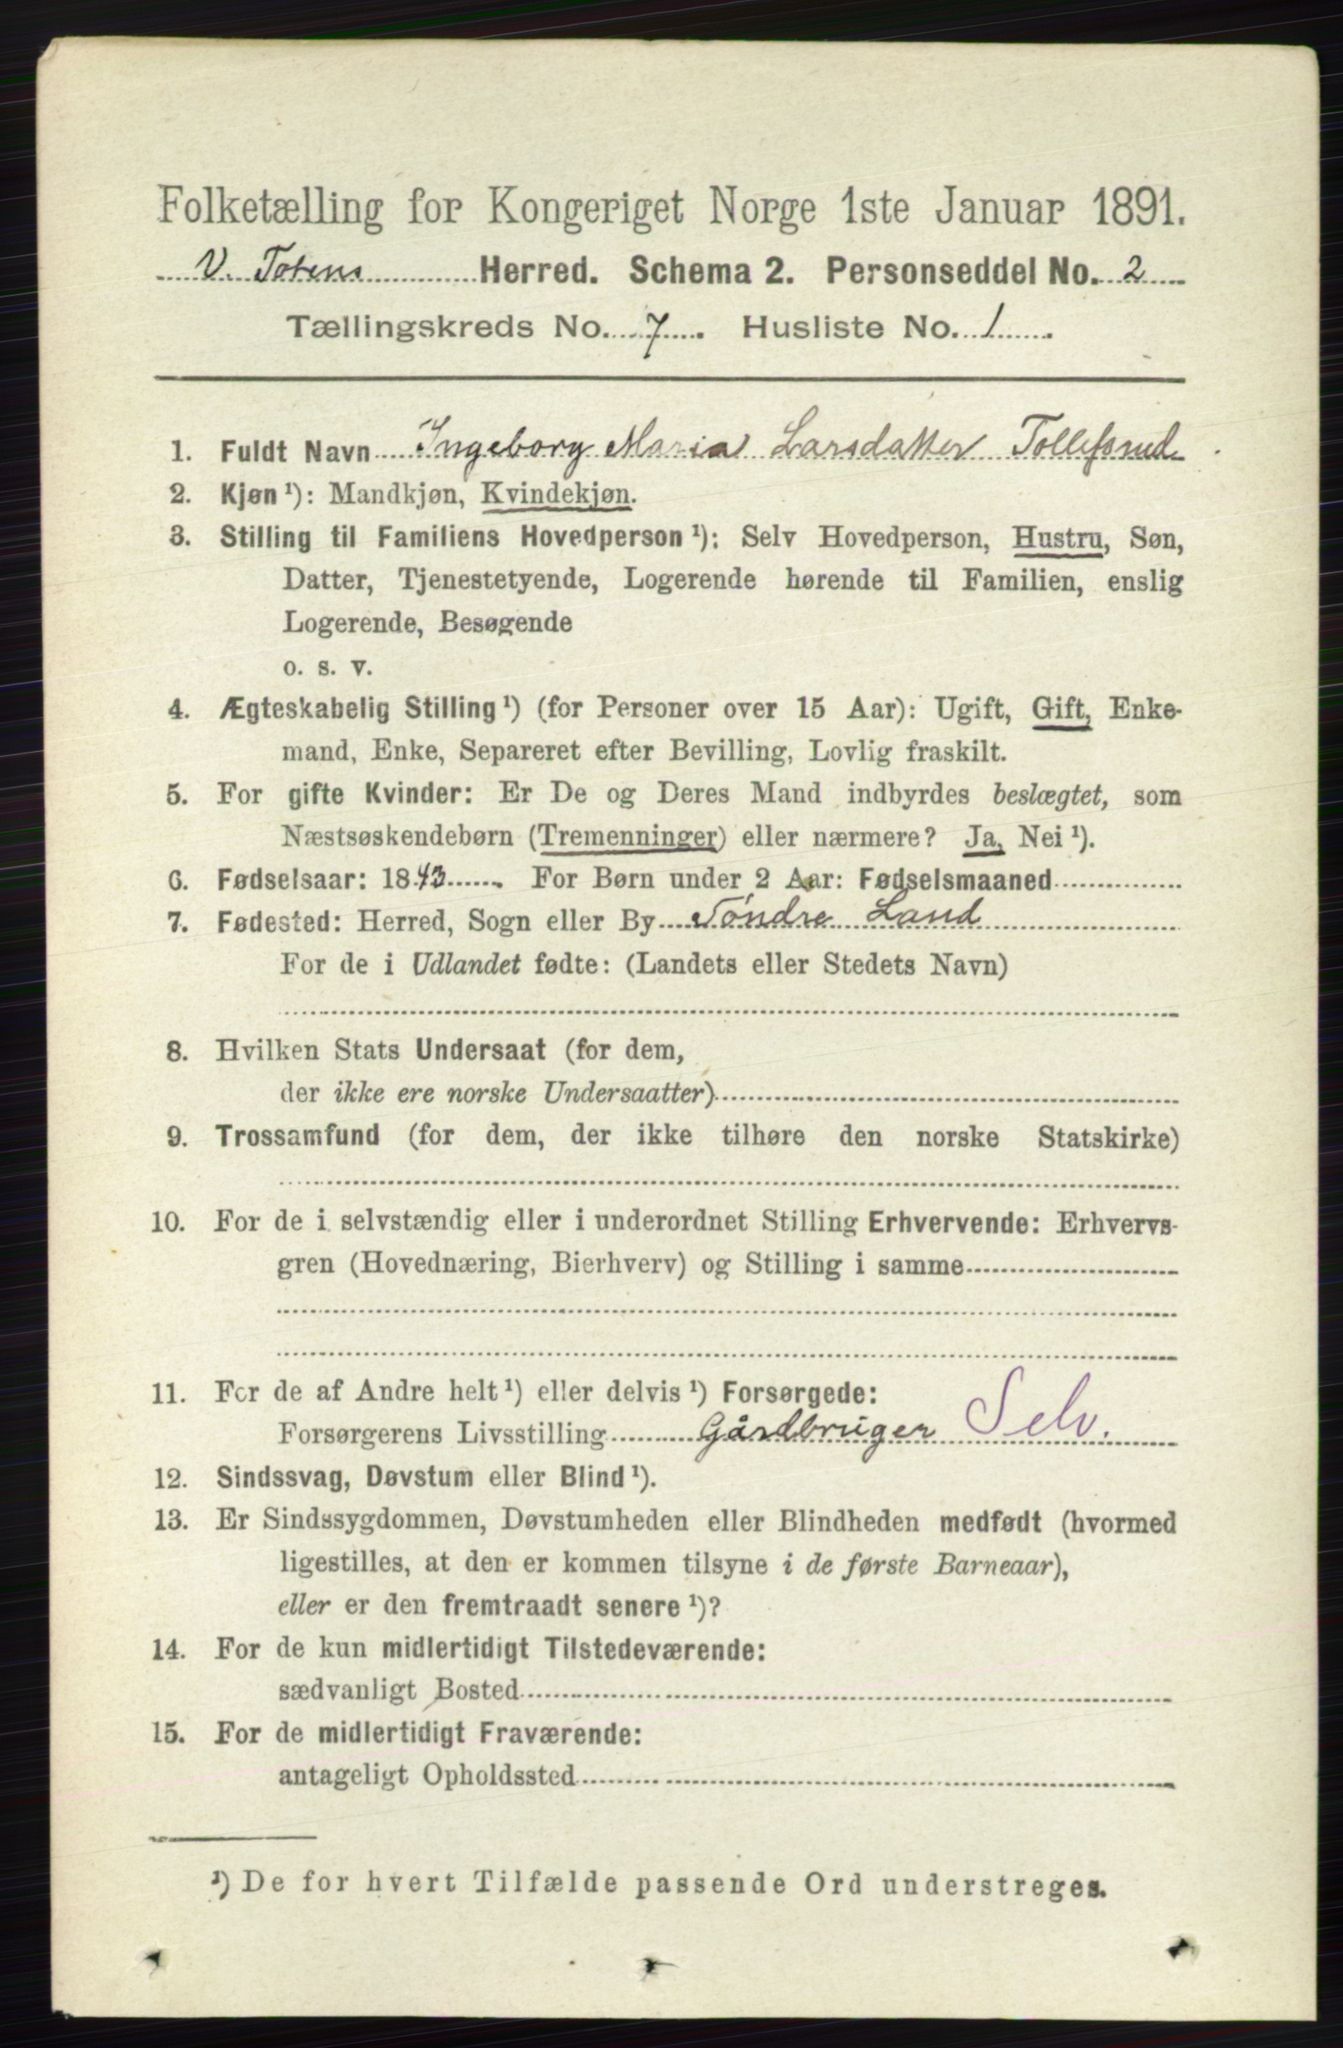 Folketælling for Kongeriget Norge 1ste Januar 1891.
V. Totens Herred. Schema 2. Personseddel No. 2
Tællingskreds No. 7. Husliste No. 1.
1. Fuldt Navn Ingeborg Maria Larsdatter Tollefsrud
2. Kjøn ¹): Mandkjøn, Kvindekjøn.
3. Stilling til Familiens Hovedperson ¹): Selv Hovedperson, Hustru, Søn,
Datter, Tjenestetyende, Logerende hørende til Familien, enslig
Logerende, Besøgende
o. s. v.
4. Ægteskabelig Stilling ¹) (for Personer over 15 Aar): Ugift, Gift, Enke-
mand, Enke, Separeret efter Bevilling, Lovlig fraskilt.
5. For gifte Kvinder: Er De og Deres Mand indbyrdes beslægtet, som
Næstsøskendebørn (Tremenninger) eller nærmere? Ja, Nei ¹).
6. Fødselsaar: 1843. For Børn under 2 Aar: Fødselsmaaned
7. Fødested: Herred, Sogn eller By Søndre Land
For de i Udlandet fødte: (Landets eller Stedets Navn)
8. Hvilken Stats Undersaat (for dem,
der ikke ere norske Undersaatter)
9. Trossamfund (for dem, der ikke tilhøre den norske Statskirke)
10. For de i selvstændig eller i underordnet Stilling Erhvervende: Erhvervs-
gren (Hovednæring, Bierhverv) og Stilling i samme
11. For de af Andre helt ¹) eller delvis ¹) Forsørgede:
Forsørgerens Livsstilling Gårdbruger Selv.
12. Sindssvag, Døvstum eller Blind ¹).
13. Er Sindssygdommen, Døvstumheden eller Blindheden medfødt (hvormed
ligestilles, at den er kommen tilsyne i de første Barneaar),
eller er den fremtraadt senere ¹)?
14. For de kun midlertidigt Tilstedeværende:
sædvanligt Bosted
15. For de midlertidigt Fraværende:
antageligt Opholdssted
¹) De for hvert Tilfælde passende Ord understreges.